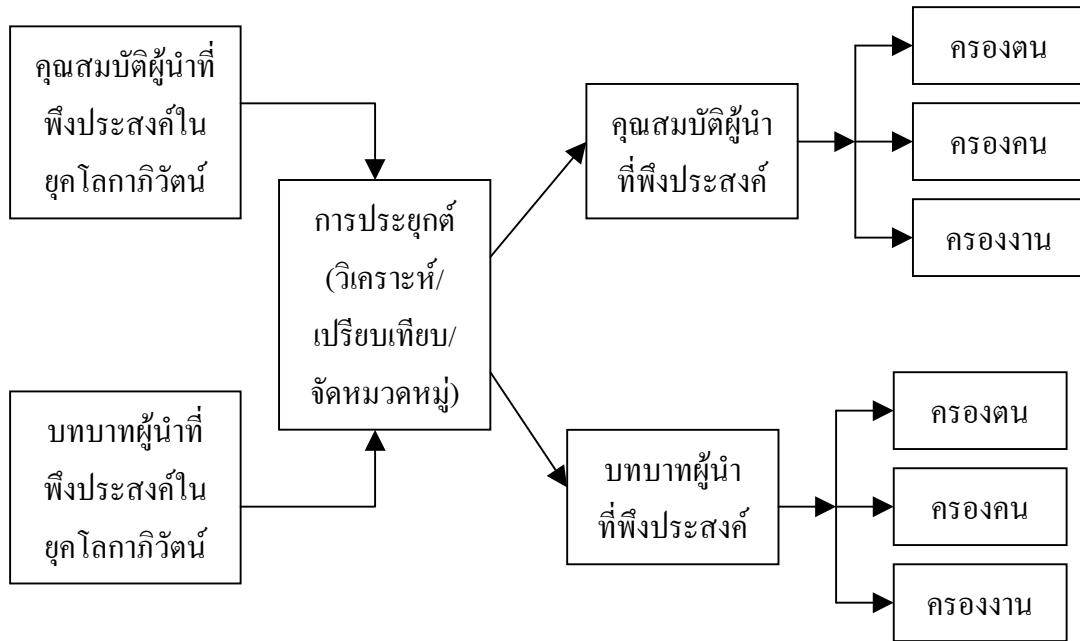 คุณสมบัติผู้นำที่
พึงประสงค์ใน
ยุคโลกาภิวัตน์
บทบาทผู้นำที่
พึงประสงค์ใน
ยุคโลกาภิวัตน์
การประยุกต์
(วิเคราะห์/
เปรียบเทียบ/
จัดหมวดหมู่)
คุณสมบัติผู้นำ
ที่พึงประสงค์
ครองตน
ครองคน
ครองงาน
บทบาทผู้นำ
ที่พึงประสงค์
ครองตน
ครองคน
ครองงาน